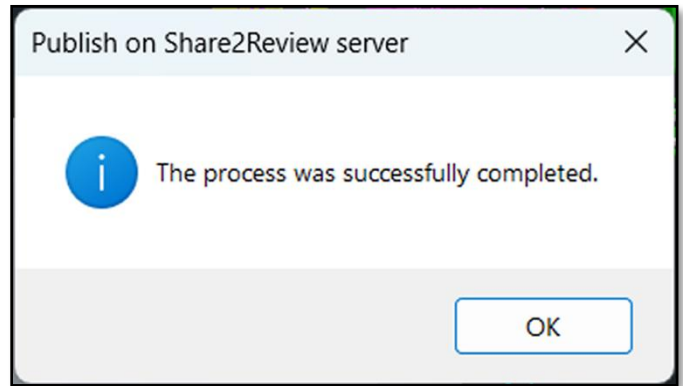 Publish on Share2Review server
The process was successfully completed.
OK